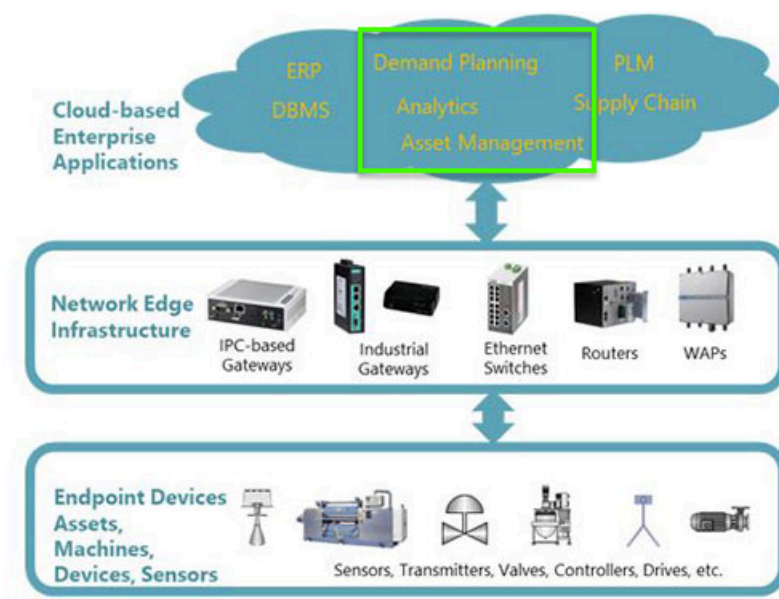 Cloud-based
Enterprise
Applications
ERP
DBMS
Demand Planning
Analytics
Asset Management
PLM
Supply Chain
Network Edge
Infrastructure
IPC-based
Gateways
Industrial
Gateways
Ethernet
Switches
Routers
WAPs
Endpoint Devices
Assets,
Machines,
Devices, Sensors
Sensors, Transmitters, Valves, Controllers, Drives, etc.